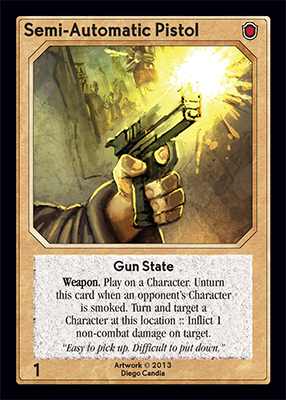 Semi-Automatic Pistol
Gun State
Weapon. Play on a Character. Unturn
this card when an opponent's Character
is smoked. Turn and target a
Character at this location :: Inflict 1
non-combat damage on target.
"Easy to pick up. Difficult to put down."
1
Artwork © 2013
Diego Candia